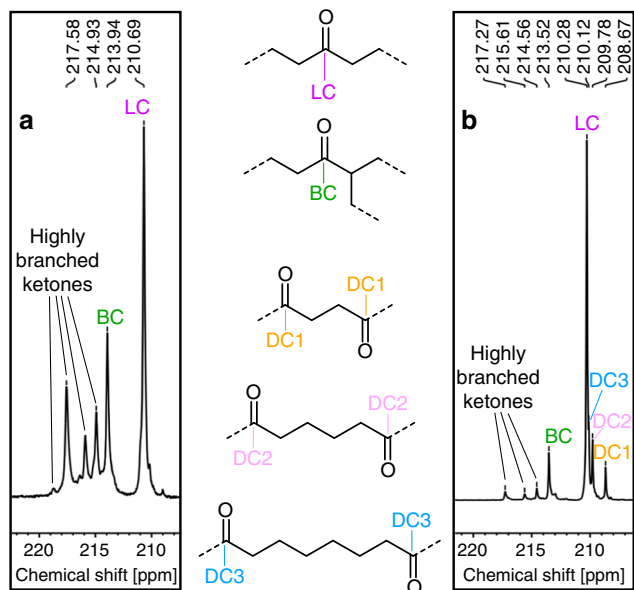 217.58
214.93
213.94
210.69
LC
a
Highly
branched
ketones
BC
220
215
210
Chemical shift [ppm]
O
LC
O
BC
O
DC1
DC1
O
O
DC2
DC2
O
O
DC3
DC3
O
217.27
215.61
214.56
213.52
210.28
210.12
209.78
208.67
LC
b
Highly
branched
ketones
DC3
DC2
BC
DC1
220
215
210
Chemical shift [ppm]